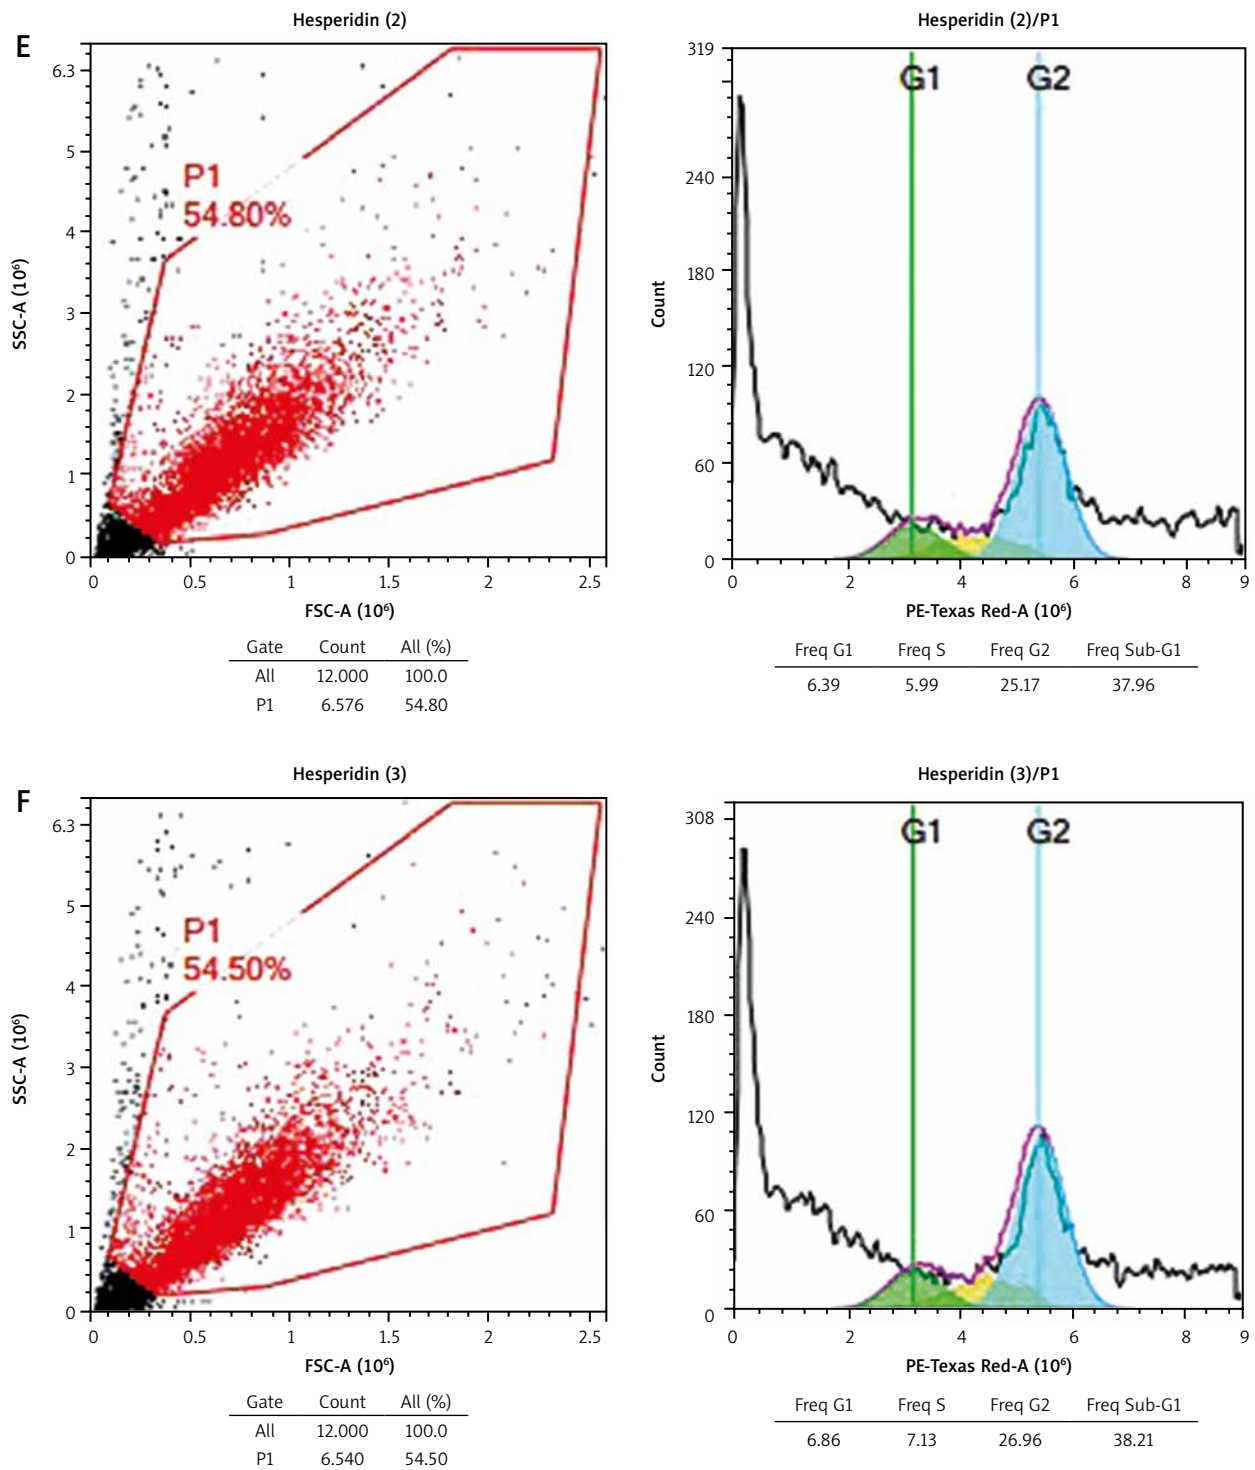 E
Hesperidin (2)
6.3
5
4
3
2
1
0
SSC-A (10⁶)
P1
54.80%
0 0.5 1 1.5 2 2.5
FSC-A (10⁶)
Gate Count All (%)
All 12.000 100.0
P1 6.576 54.80
Hesperidin (2)/P1
319
240
180
120
60
0
Count
G1 G2
0 2 4 6 8 9
PE-Texas Red-A (10⁶)
Freq G1 Freq S Freq G2 Freq Sub-G1
6.39 5.99 25.17 37.96
F
Hesperidin (3)
6.3
5
4
3
2
1
0
SSC-A (10⁶)
P1
54.50%
0 0.5 1 1.5 2 2.5
FSC-A (10⁶)
Gate Count All (%)
All 12.000 100.0
P1 6.540 54.50
Hesperidin (3)/P1
308
240
180
120
60
0
Count
G1 G2
0 2 4 6 8 9
PE-Texas Red-A (10⁶)
Freq G1 Freq S Freq G2 Freq Sub-G1
6.86 7.13 26.96 38.21